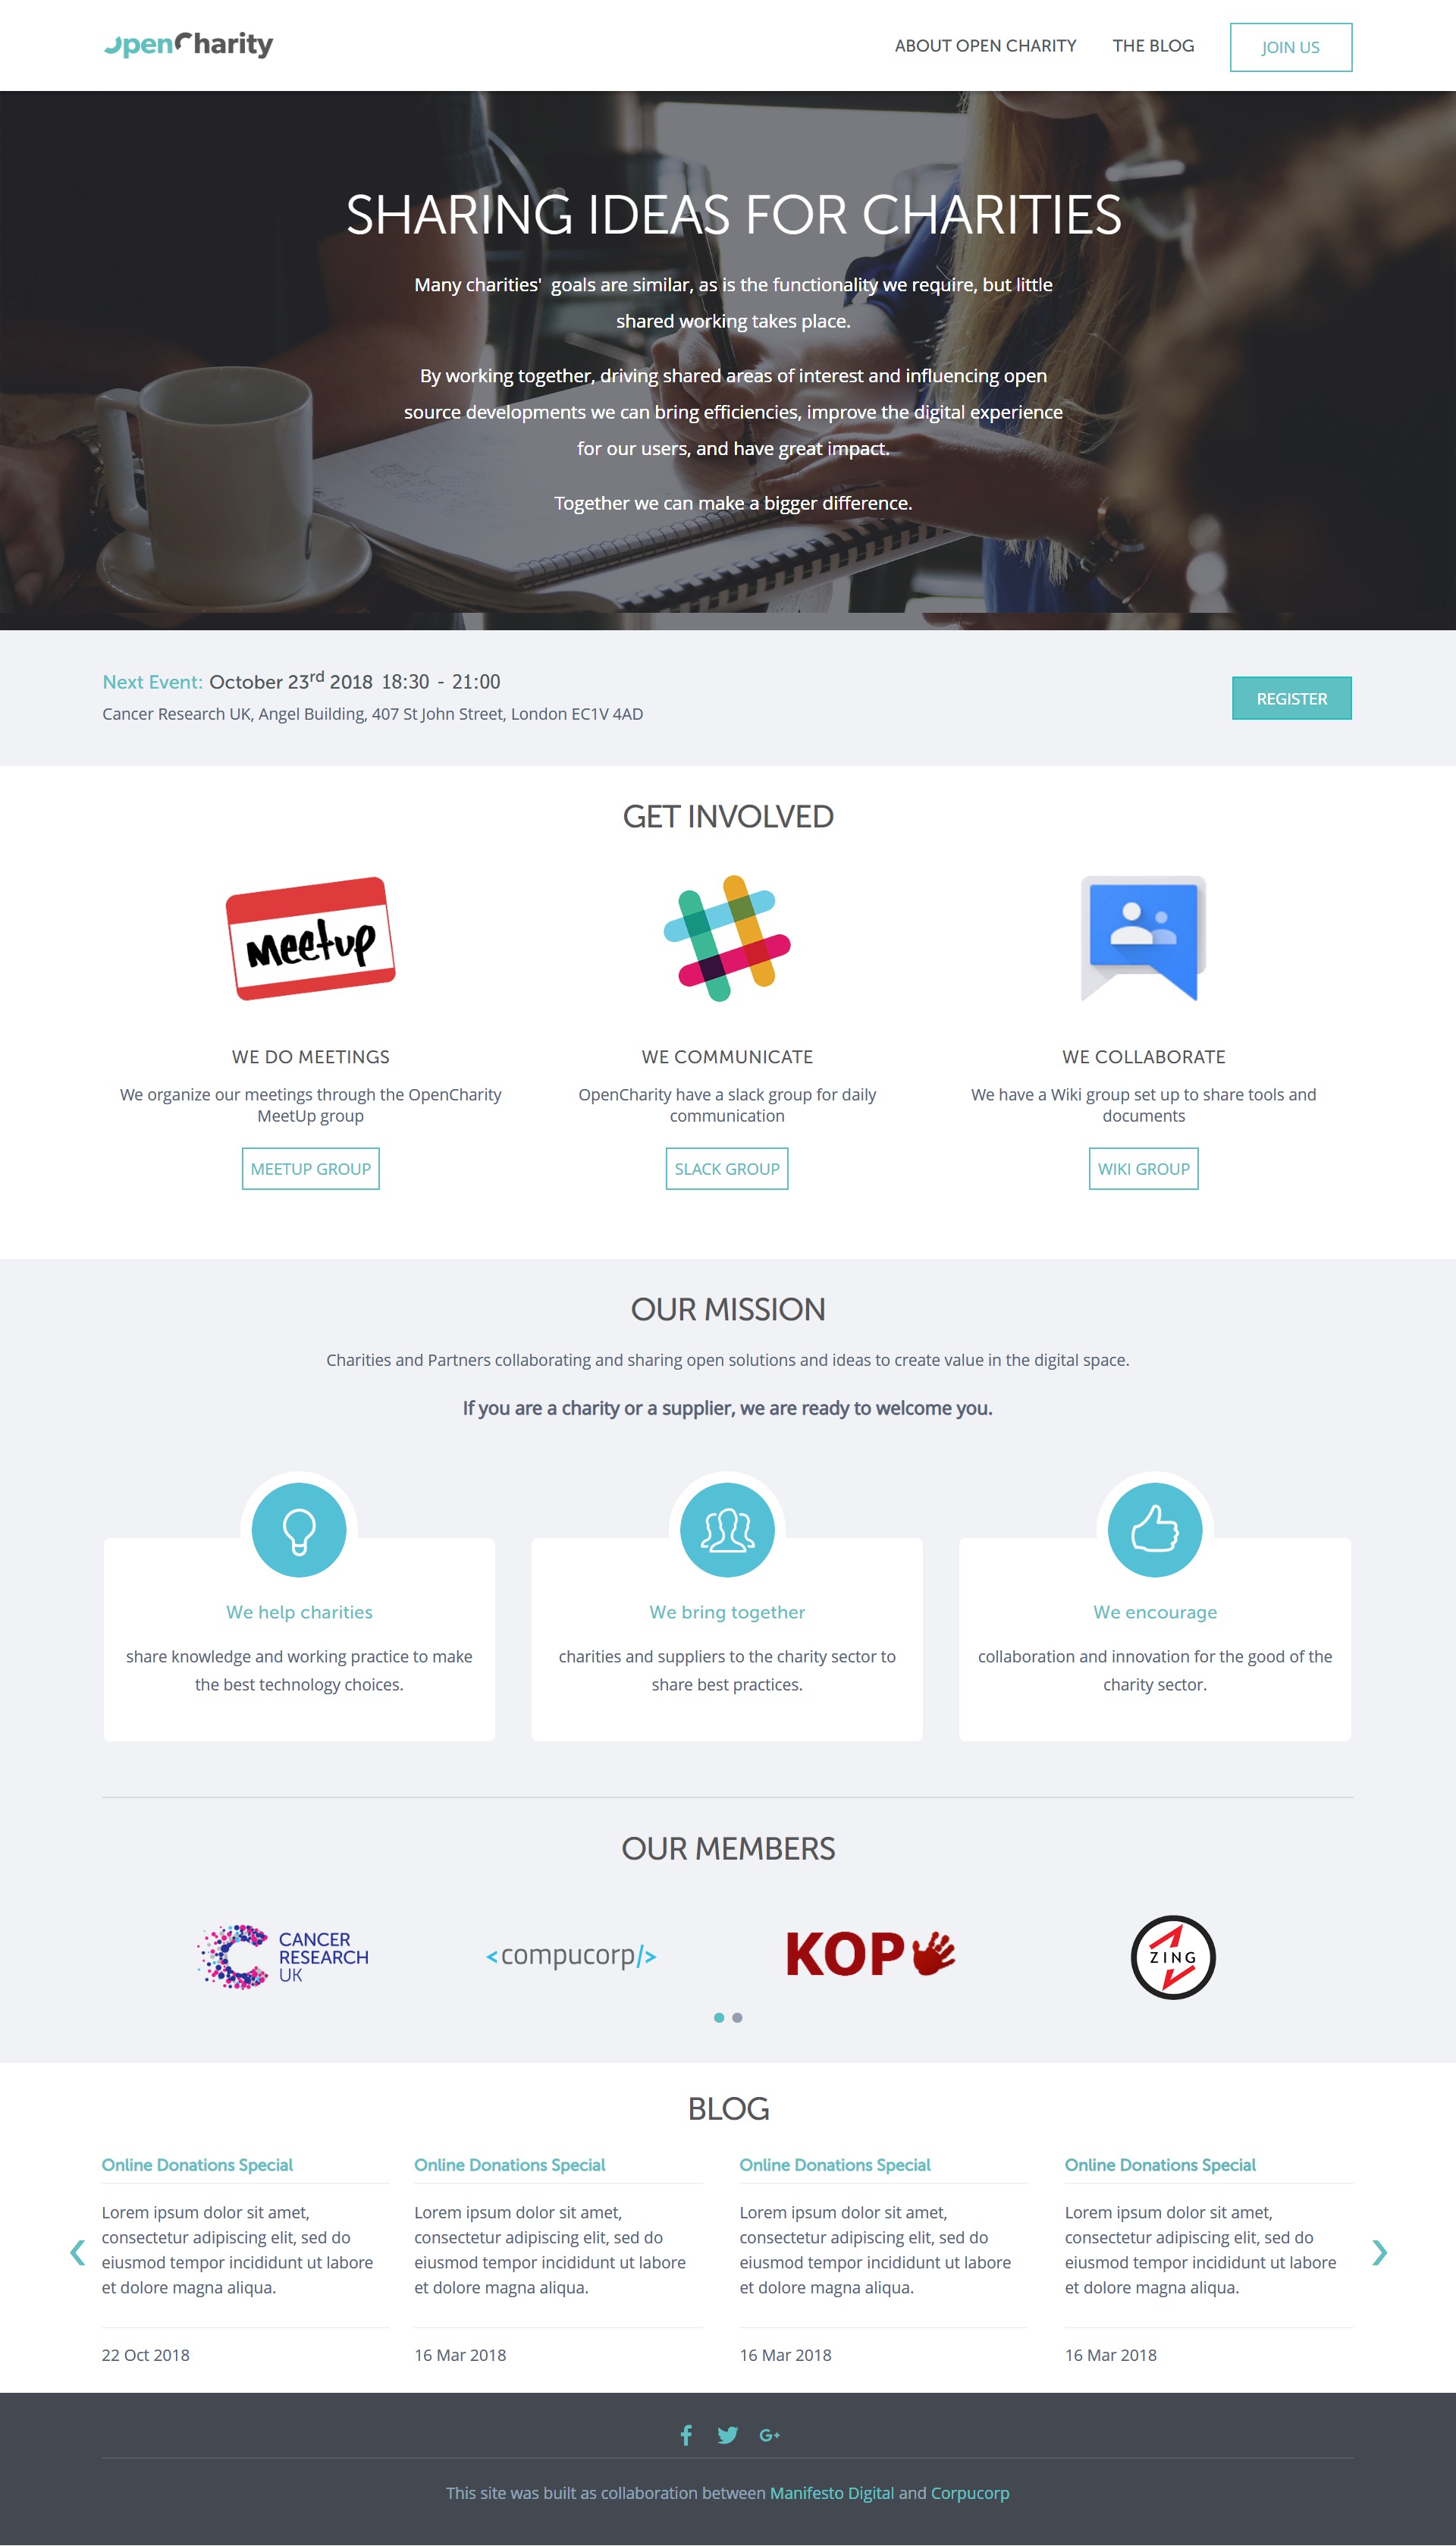 OpenCharity
ABOUT OPEN CHARITY
THE BLOG
JOIN US
SHARING IDEAS FOR CHARITIES
Many charities' goals are similar, as is the functionality we require, but little
shared working takes place.
By working together, driving shared areas of interest and influencing open
source developments we can bring efficiencies, improve the digital experience
for our users, and have great impact.
Together we can make a bigger difference.
Next Event: October 23rd 2018 18:30 - 21:00
Cancer Research UK, Angel Building, 407 St John Street, London EC1V 4AD
REGISTER
GET INVOLVED
Meetup
WE DO MEETINGS
We organize our meetings through the OpenCharity
MeetUp group
MEETUP GROUP
WE COMMUNICATE
OpenCharity have a slack group for daily
communication
SLACK GROUP
WE COLLABORATE
We have a Wiki group set up to share tools and
documents
WIKI GROUP
OUR MISSION
Charities and Partners collaborating and sharing open solutions and ideas to create value in the digital space.
If you are a charity or a supplier, we are ready to welcome you.
We help charities
share knowledge and working practice to make
the best technology choices.
We bring together
charities and suppliers to the charity sector to
share best practices.
We encourage
collaboration and innovation for the good of the
charity sector.
OUR MEMBERS
CANCER
RESEARCH
UK
<compucorp/>
KOP
ZING
BLOG
Online Donations Special
Lorem ipsum dolor sit amet,
consectetur adipiscing elit, sed do
eiusmod tempor incididunt ut labore
et dolore magna aliqua.
22 Oct 2018
Online Donations Special
Lorem ipsum dolor sit amet,
consectetur adipiscing elit, sed do
eiusmod tempor incididunt ut labore
et dolore magna aliqua.
16 Mar 2018
Online Donations Special
Lorem ipsum dolor sit amet,
consectetur adipiscing elit, sed do
eiusmod tempor incididunt ut labore
et dolore magna aliqua.
16 Mar 2018
Online Donations Special
Lorem ipsum dolor sit amet,
consectetur adipiscing elit, sed do
eiusmod tempor incididunt ut labore
et dolore magna aliqua.
16 Mar 2018
G+
This site was built as collaboration between Manifesto Digital and Corpucorp